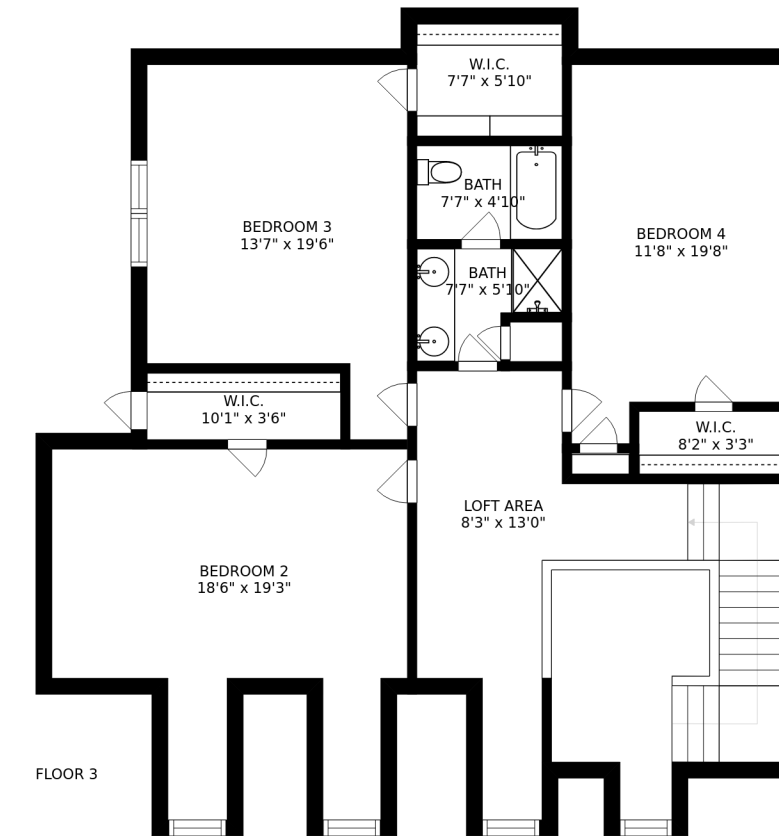 W.I.C.
7'7" x 5'10"
BATH
7'7" x 4'10"
BEDROOM 3
13'7" x 19'6"
BEDROOM 4
11'8" x 19'8"
BATH
7'7" x 5'10"
W.I.C.
10'1" x 3'6"
W.I.C.
8'2" x 3'3"
LOFT AREA
8'3" x 13'0"
BEDROOM 2
18'6" x 19'3"
FLOOR 3